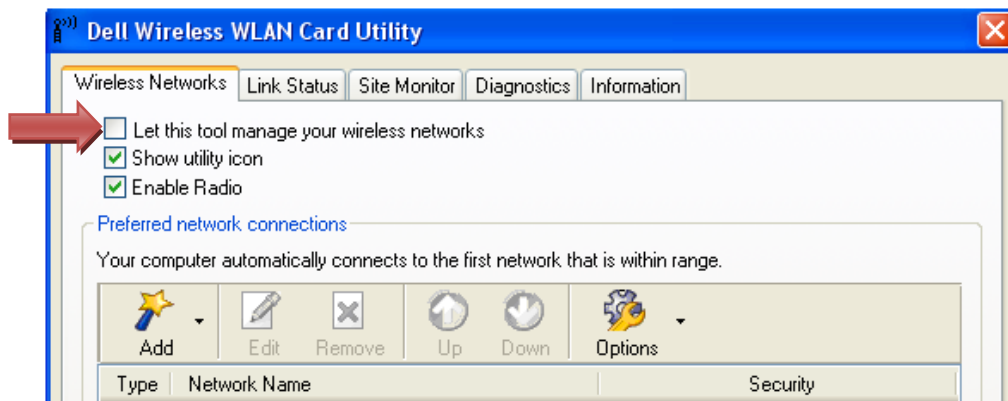 Dell Wireless WLAN Card Utility
Wireless Networks Link Status Site Monitor Diagnostics Information
Let this tool manage your wireless networks
Show utility icon
Enable Radio
Preferred network connections
Your computer automatically connects to the first network that is within range.
Add Edit Remove Up Down Options
Type Network Name Security